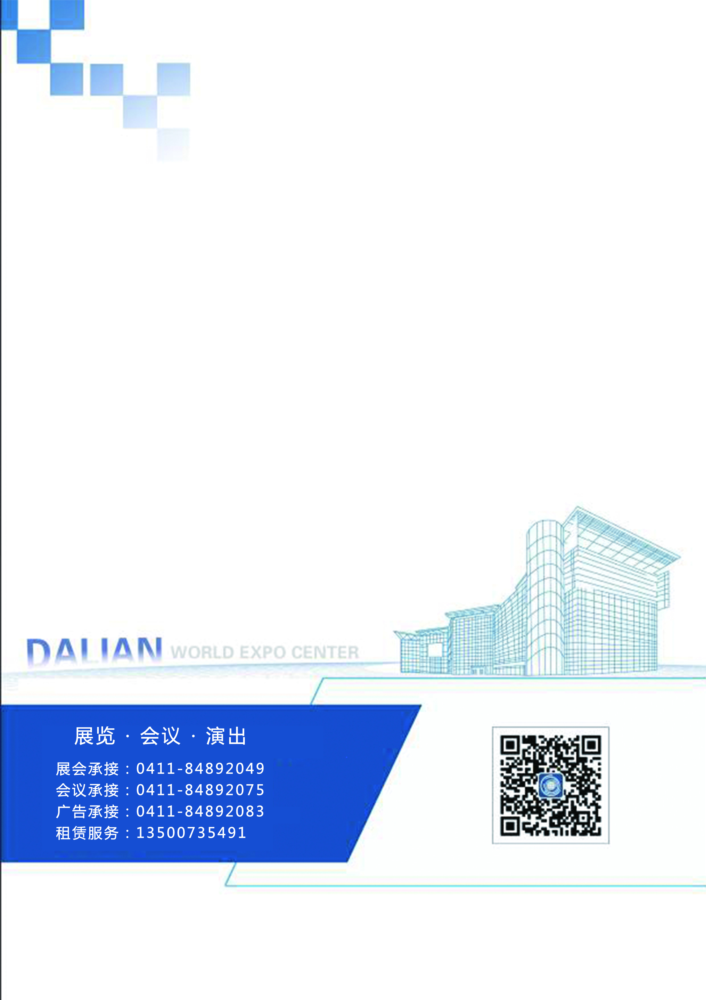 DALIAN WORLD EXPO CENTER
展览 · 会议 · 演出
展会承接：0411-84892049
会议承接：0411-84892075
广告承接：0411-84892083
租赁服务：13500735491